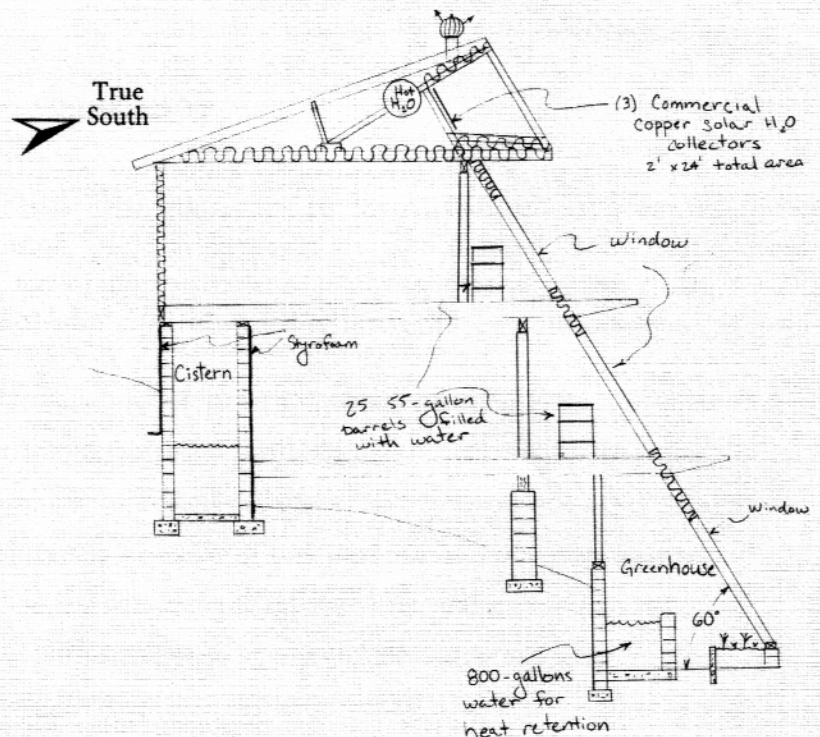 True
South
Hot
H₂O
(3) Commercial
Copper solar H₂O
collectors
2' x 24' total area
window
Styrofoam
Cistern
25 55-gallon
barrels filled
with water
window
Greenhouse
60°
800-gallons
water for
heat retention